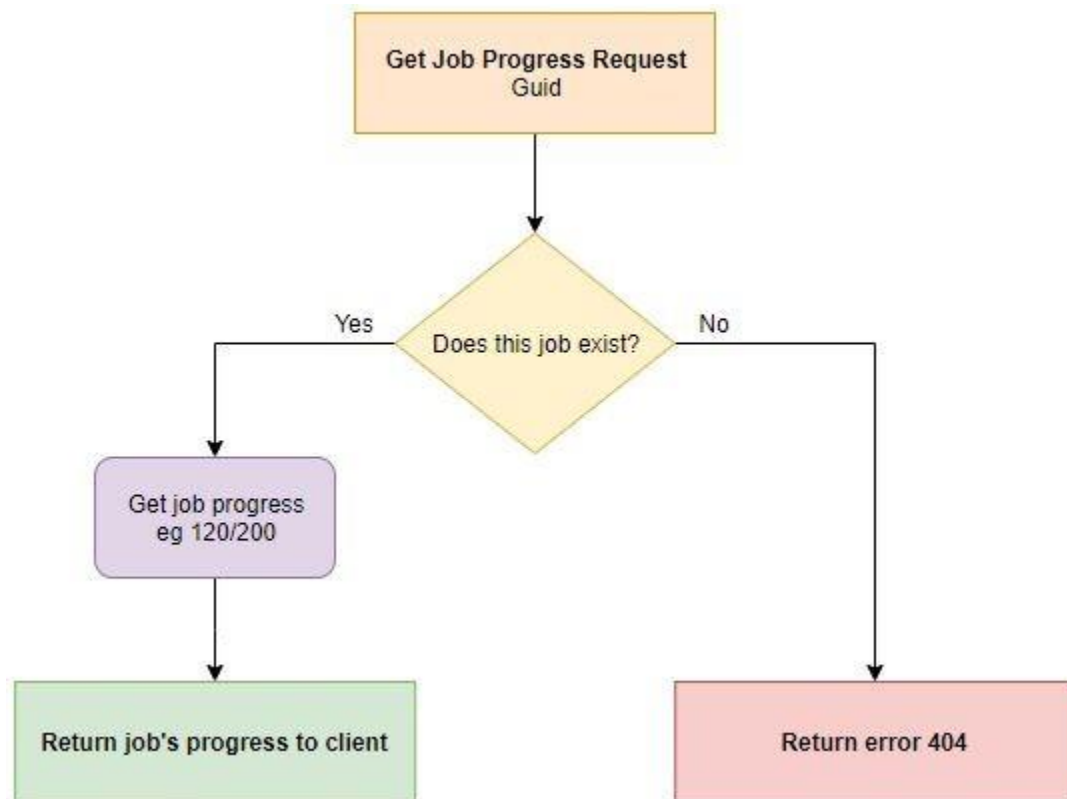 Get Job Progress Request
Guid
Does this job exist?
Yes
No
Get job progress
eg 120/200
Return job's progress to client
Return error 404